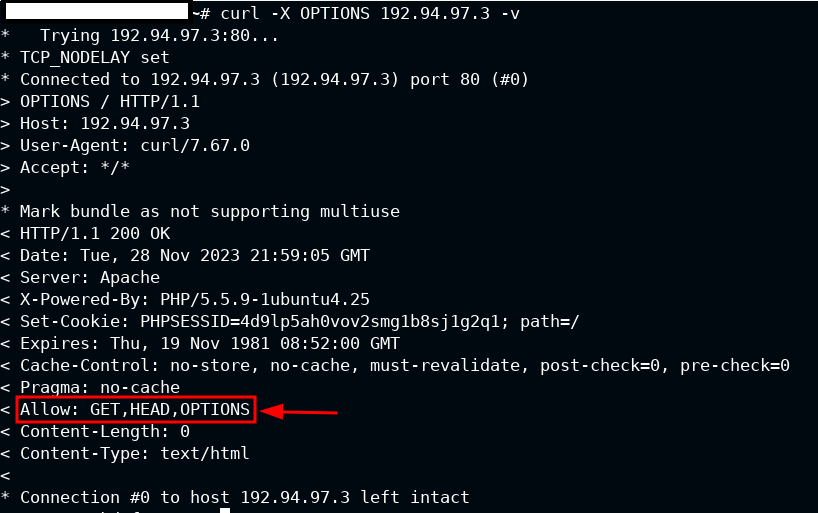 ~# curl -X OPTIONS 192.94.97.3 -v
*   Trying 192.94.97.3:80...
* TCP_NODELAY set
* Connected to 192.94.97.3 (192.94.97.3) port 80 (#0)
> OPTIONS / HTTP/1.1
> Host: 192.94.97.3
> User-Agent: curl/7.67.0
> Accept: */*
>
* Mark bundle as not supporting multiuse
< HTTP/1.1 200 OK
< Date: Tue, 28 Nov 2023 21:59:05 GMT
< Server: Apache
< X-Powered-By: PHP/5.5.9-1ubuntu4.25
< Set-Cookie: PHPSESSID=4d9lp5ah0vov2smg1b8sj1g2q1; path=/
< Expires: Thu, 19 Nov 1981 08:52:00 GMT
< Cache-Control: no-store, no-cache, must-revalidate, post-check=0, pre-check=0
< Pragma: no-cache
< Allow: GET,HEAD,OPTIONS
< Content-Length: 0
< Content-Type: text/html
<
* Connection #0 to host 192.94.97.3 left intact